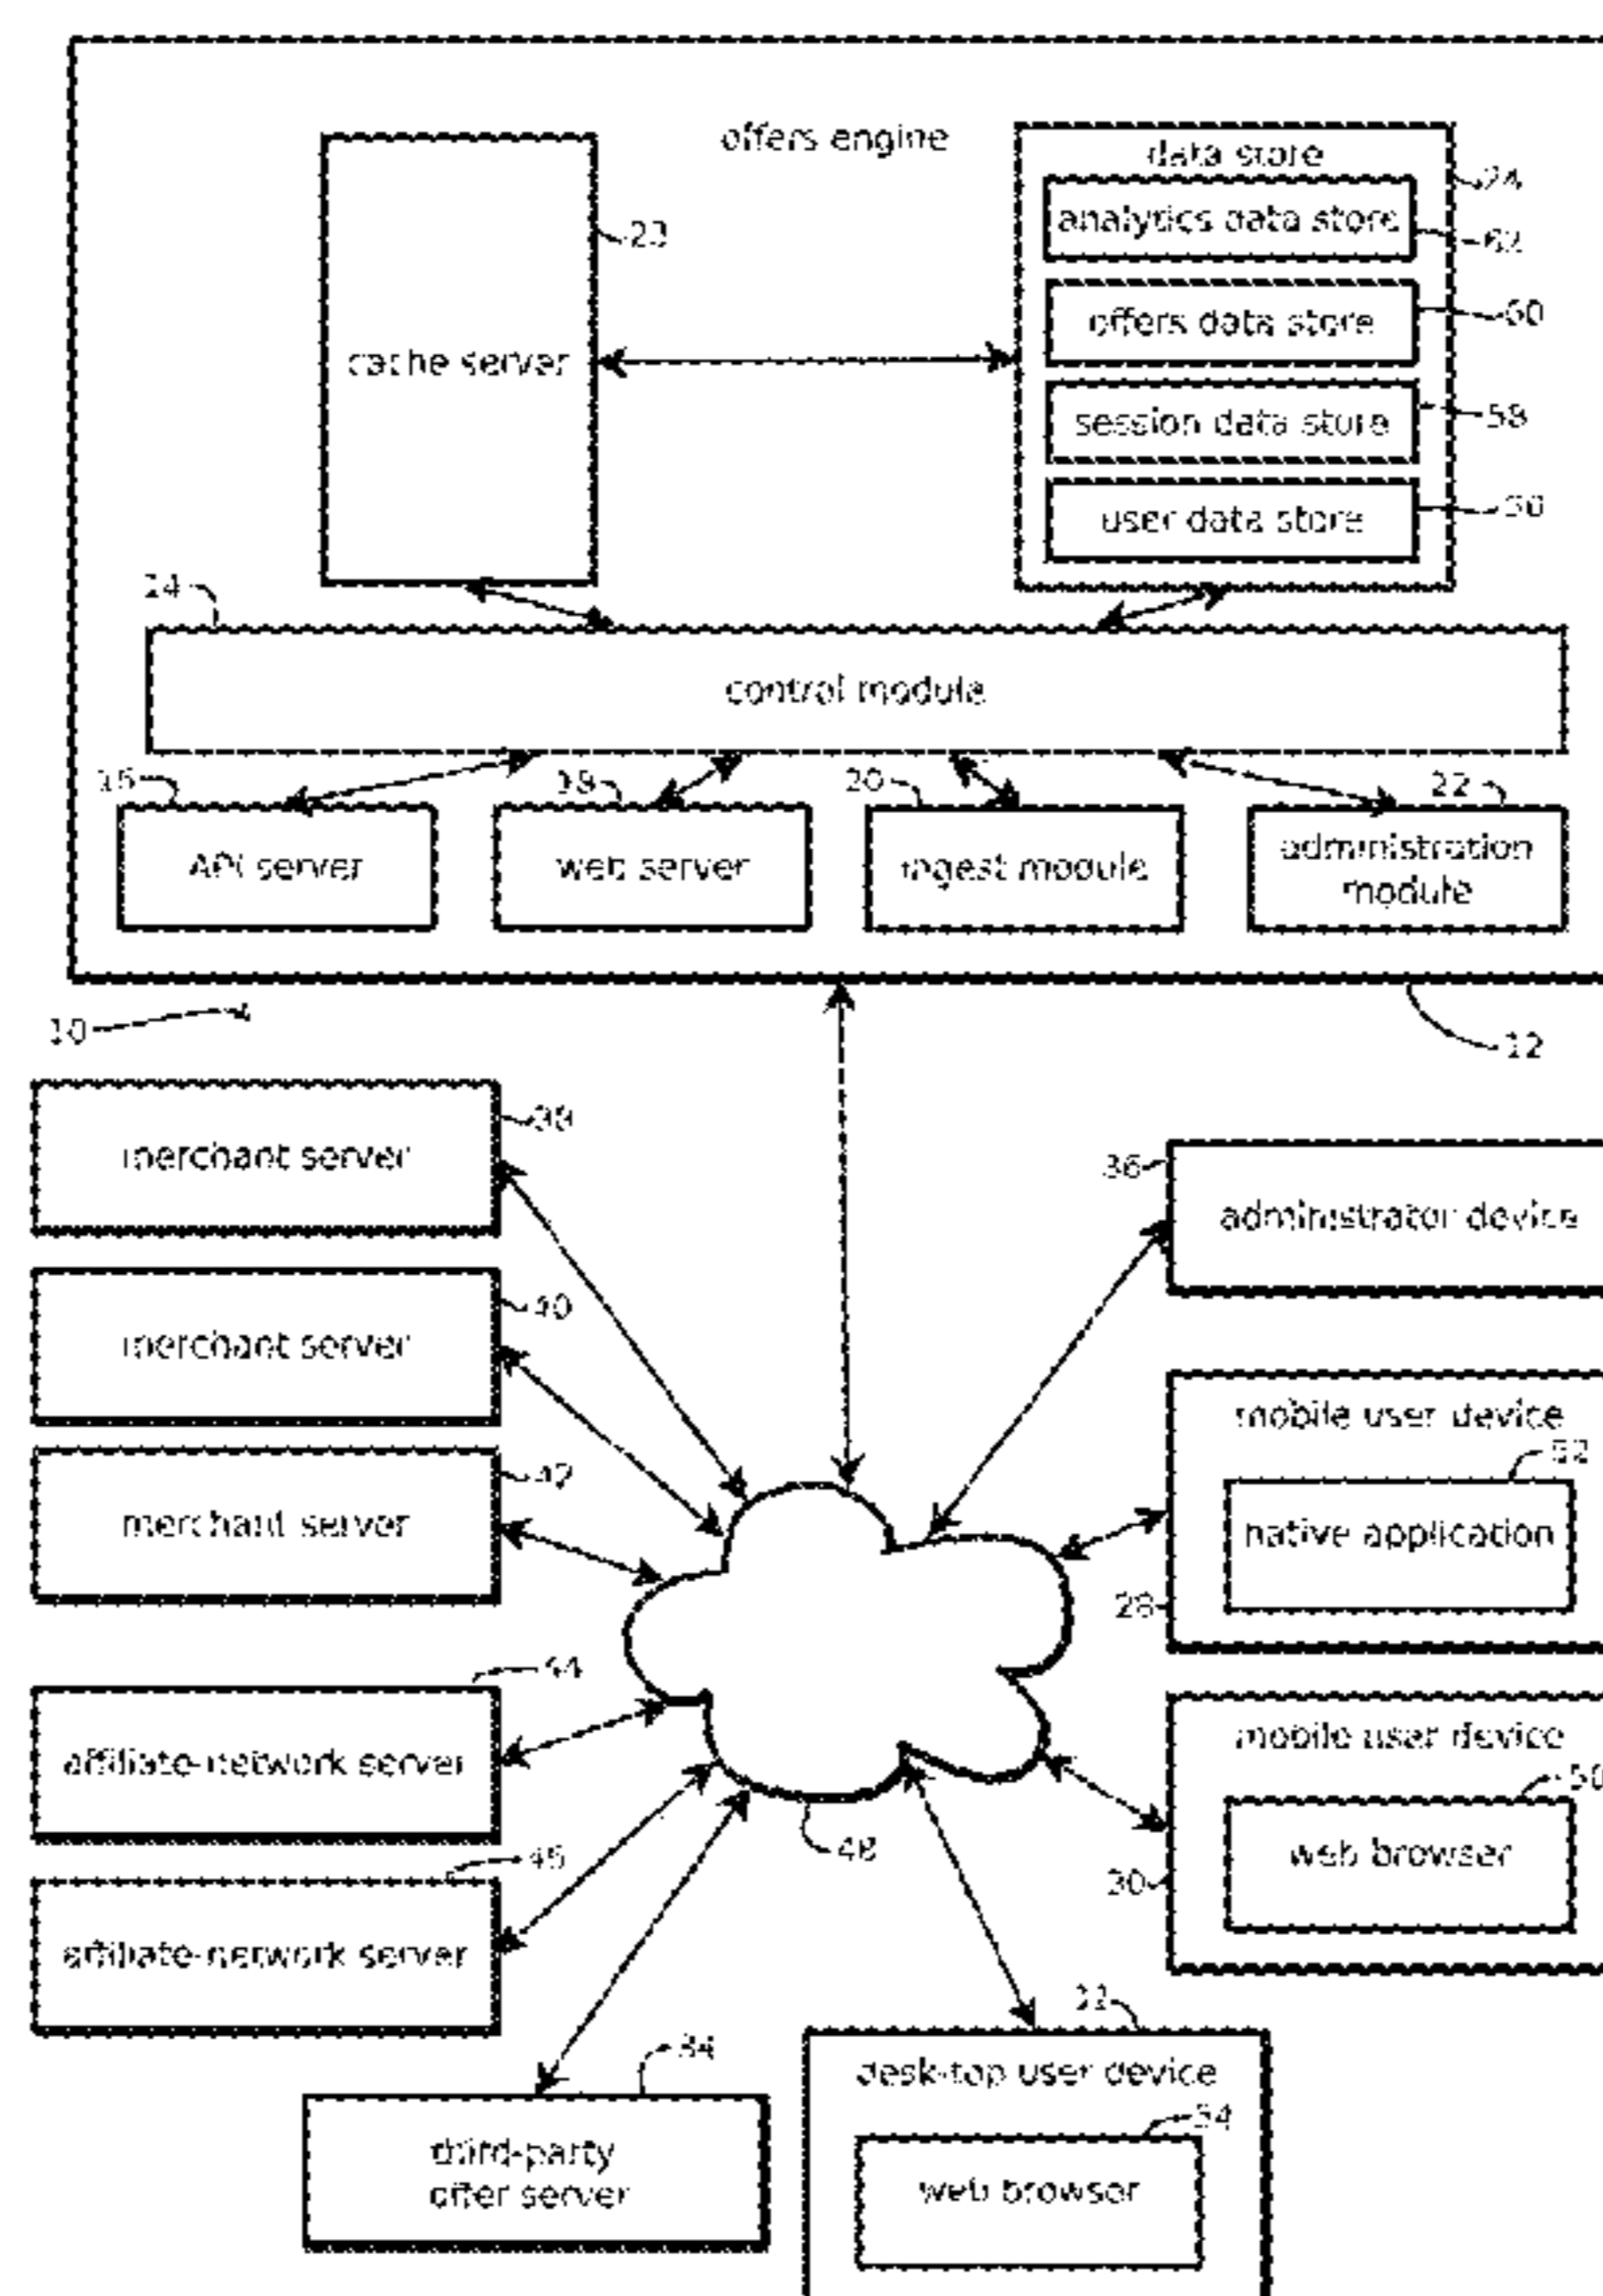 offers engine
data store
24
analytics data store
62
23
offers data store
60
cache server
session data store
58
user data store
56
14
control module
16
18
20
22
API server
web server
ingest module
administration
module
10
12
merchant server
38
36
administrator device
merchant server
40
mobile user device
52
merchant server
42
native application
28
44
mobile user device
affiliate-network server
50
48
web browser
46
30
affiliate-network server
34
desk-top user device
54
third-party
offer server
web browser